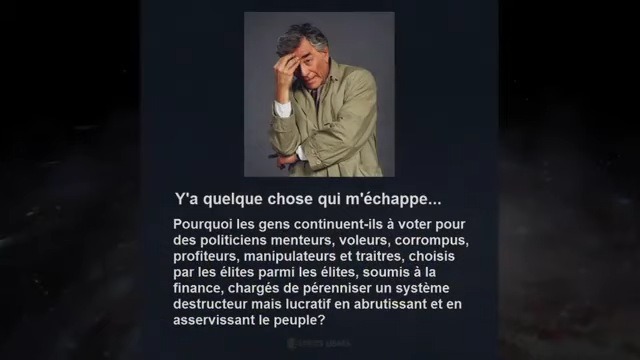 Y'a quelque chose qui m'échappe...
Pourquoi les gens continuent-ils à voter pour
des politiciens menteurs, voleurs, corrompus,
profiteurs, manipulateurs et traitres, choisis
par les élites parmi les élites, soumis à la
finance, chargés de pérenniser un système
destructeur mais lucratif en abrutissant et en
asservissant le peuple?